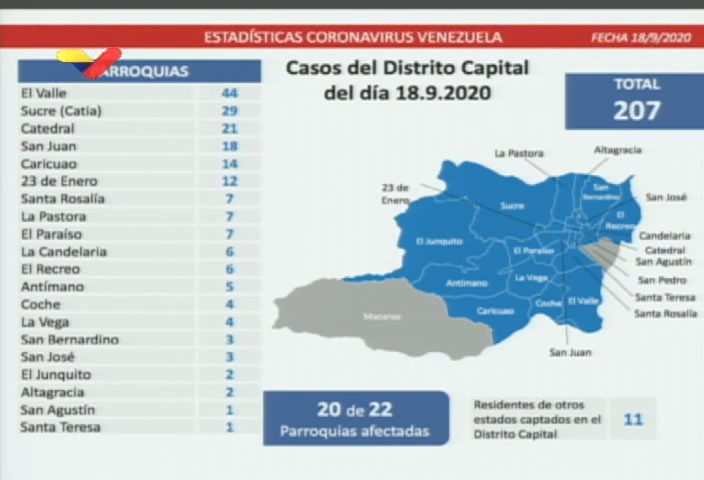 ESTADÍSTICAS CORONAVIRUS VENEZUELA
FECHA 18/9/2020
ARROQUIAS
El Valle 44
Sucre (Catia) 29
Catedral 21
San Juan 18
Caricuao 14
23 de Enero 12
Santa Rosalía 7
La Pastora 7
El Paraíso 7
La Candelaria 6
El Recreo 6
Antímano 5
Coche 4
La Vega 4
San Bernardino 3
San José 3
El Junquito 2
Altagracia 2
San Agustín 1
Santa Teresa 1
Casos del Distrito Capital
del día 18.9.2020
TOTAL
207
La Pastora
Altagracia
23 de
Enero
Sucre
San
Bernardino
San José
El
Recreo
El Junquito
El Paraíso
Candelaria
Catedral
San Agustín
Antímano
La Vega
San Pedro
Macarao
Caricuao
Coche
El Valle
Santa Teresa
Santa Rosalía
San Juan
20 de 22
Parroquias afectadas
Residentes de otros
estados captados en el
Distrito Capital
11